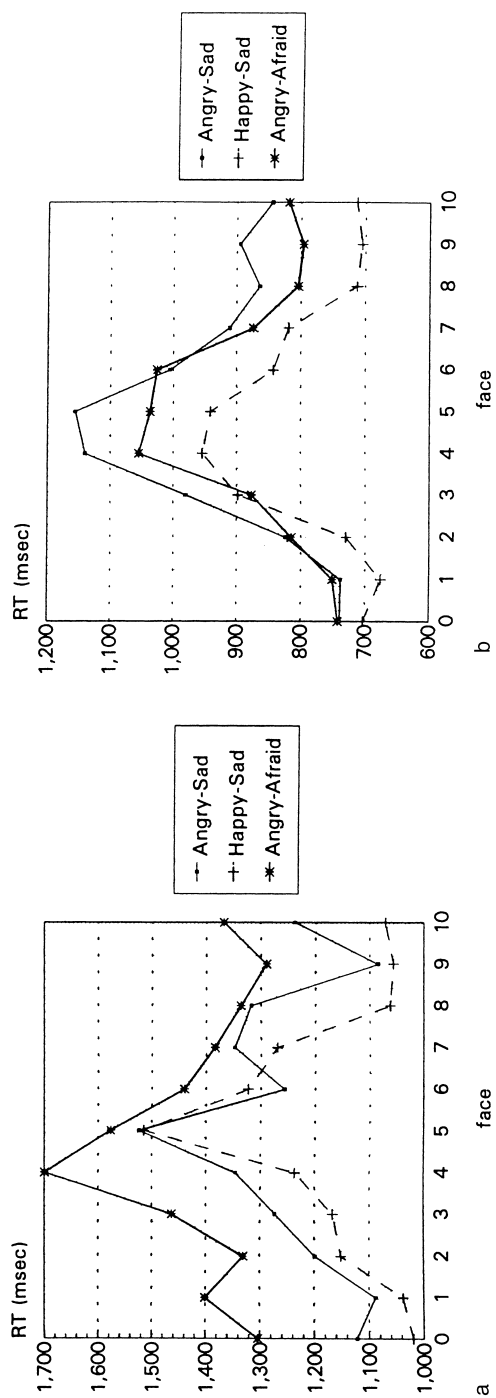 RT (msec)
1,700
1,600
1,500
1,400
1,300
1,200
1,100
1,000
0 1 2 3 4 5 6 7 8 9 10
face
a
Angry-Sad
Happy-Sad
Angry-Afraid
RT (msec)
1,200
1,100
1,000
900
800
700
600
0 1 2 3 4 5 6 7 8 9 10
face
b
Angry-Sad
Happy-Sad
Angry-Afraid